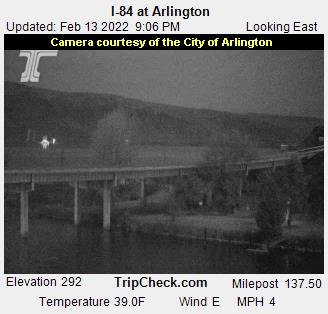 I-84 at Arlington
Updated: Feb 13 2022 9:06 PM Looking East
Camera courtesy of the City of Arlington
Elevation 292 TripCheck.com Milepost 137.50
Temperature 39.0F Wind E MPH 4